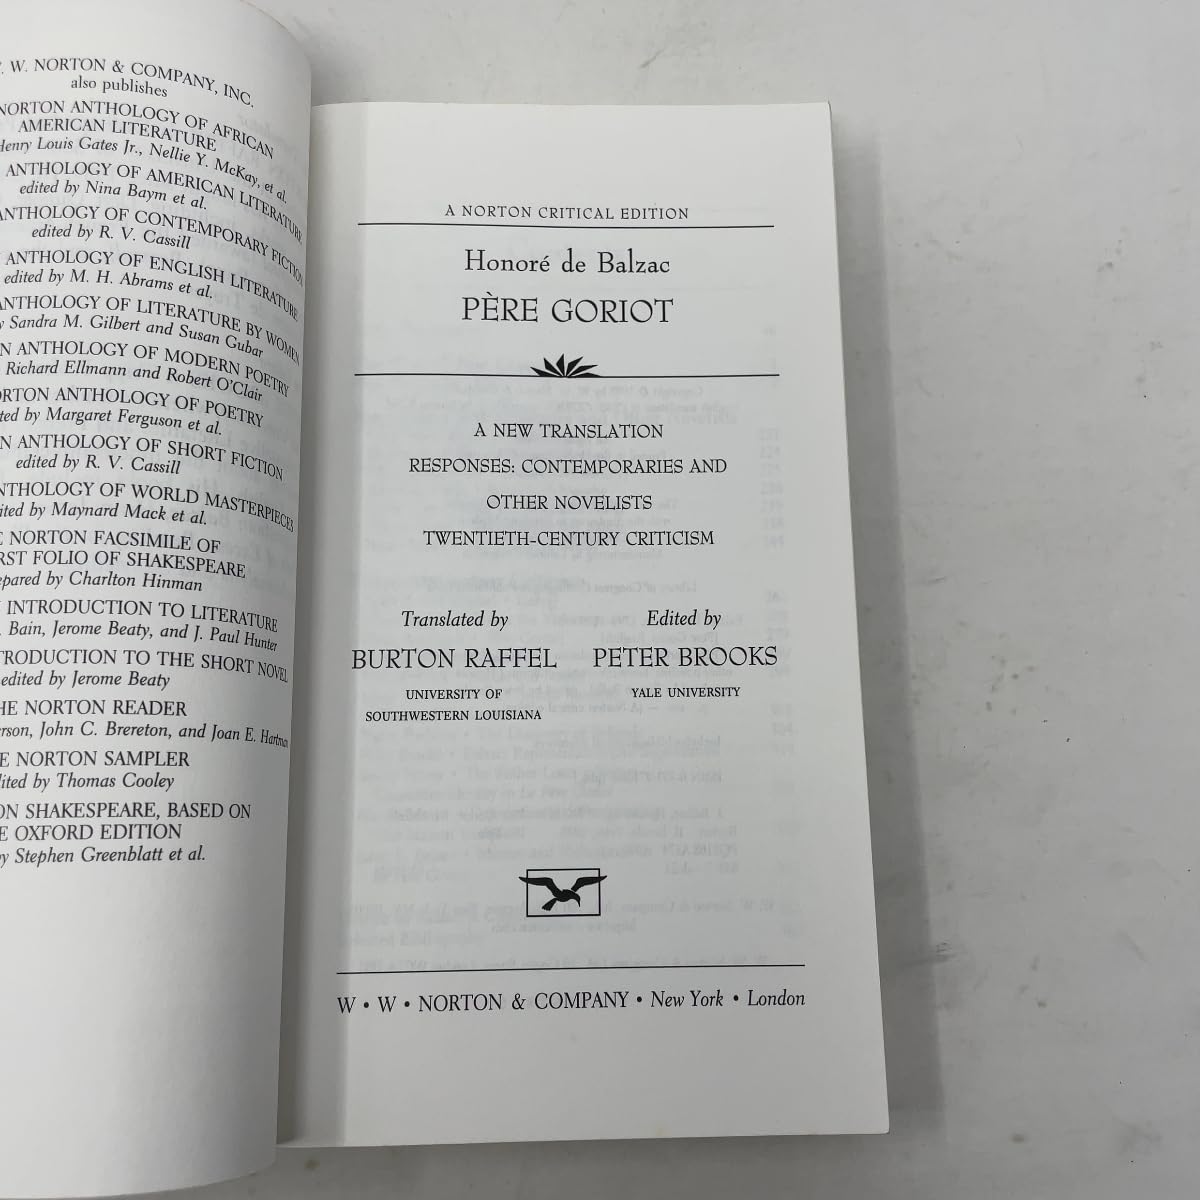 W. NORTON & COMPANY, INC.
also publishes
NORTON ANTHOLOGY OF AFRICAN
AMERICAN LITERATURE
Henry Louis Gates Jr., Nellie Y. McKay, et al.
ANTHOLOGY OF AMERICAN LITERATURE
edited by Nina Baym et al.
ANTHOLOGY OF CONTEMPORARY FICTION
edited by R. V. Cassill
ANTHOLOGY OF ENGLISH LITERATURE
edited by M. H. Abrams et al.
ANTHOLOGY OF LITERATURE BY WOMEN
Sandra M. Gilbert and Susan Gubar
ANTHOLOGY OF MODERN POETRY
Richard Ellmann and Robert O'Clair
ANTHOLOGY OF POETRY
Margaret Ferguson et al.
ANTHOLOGY OF SHORT FICTION
edited by R. V. Cassill
ANTHOLOGY OF WORLD MASTERPIECES
Maynard Mack et al.
NORTON FACSIMILE OF
FOLIO OF SHAKESPEARE
by Charlton Hinman
INTRODUCTION TO LITERATURE
Bain, Jerome Beaty, and J. Paul Hunter
TO THE SHORT NOVEL
edited by Jerome Beaty
THE NORTON READER
John C. Brereton, and Joan E. Hartman
NORTON SAMPLER
by Thomas Cooley
SHAKESPEARE, BASED ON
OXFORD EDITION
by Stephen Greenblatt et al.
A NORTON CRITICAL EDITION
Honoré de Balzac
PÈRE GORIOT
A NEW TRANSLATION
RESPONSES: CONTEMPORARIES AND
OTHER NOVELISTS
TWENTIETH-CENTURY CRITICISM
Translated by
BURTON RAFFEL
UNIVERSITY OF
SOUTHWESTERN LOUISIANA
Edited by
PETER BROOKS
YALE UNIVERSITY
W • W • NORTON & COMPANY • New York • London